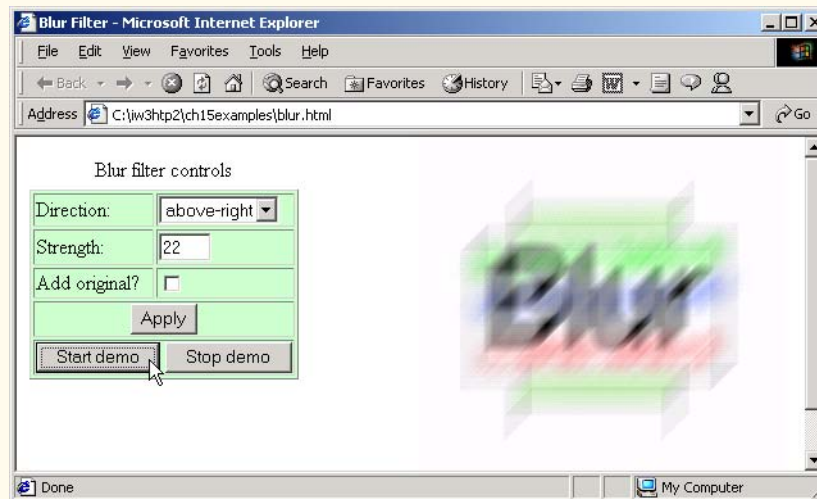 Blur Filter - Microsoft Internet Explorer
File Edit View Favorites Tools Help
Back Search Favorites History
Address C:\iw3htp2\ch15examples\blur.html Go
Blur filter controls
Direction: above-right
Strength: 22
Add original?
Apply
Start demo Stop demo
Blur
Done My Computer